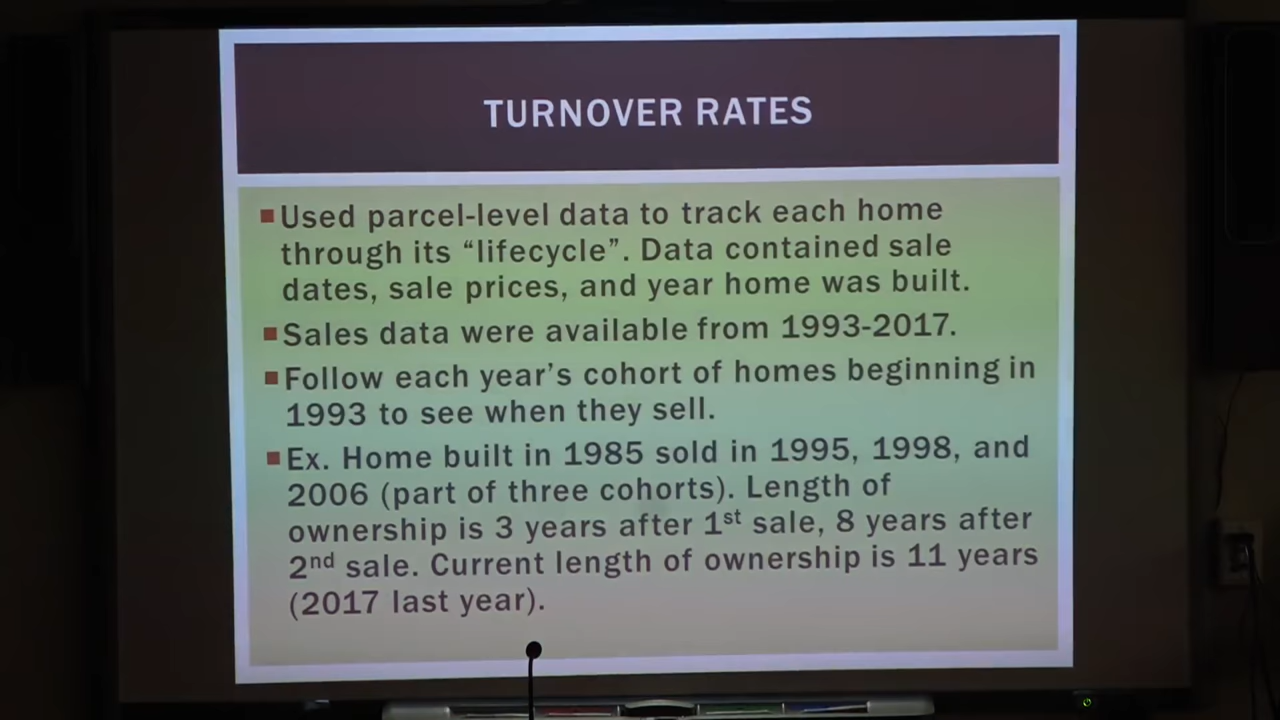 TURNOVER RATES
▪Used parcel-level data to track each home
through its “lifecycle”. Data contained sale
dates, sale prices, and year home was built.
▪Sales data were available from 1993-2017.
▪Follow each year’s cohort of homes beginning in
1993 to see when they sell.
▪Ex. Home built in 1985 sold in 1995, 1998, and
2006 (part of three cohorts). Length of
ownership is 3 years after 1st sale, 8 years after
2nd sale. Current length of ownership is 11 years
(2017 last year).